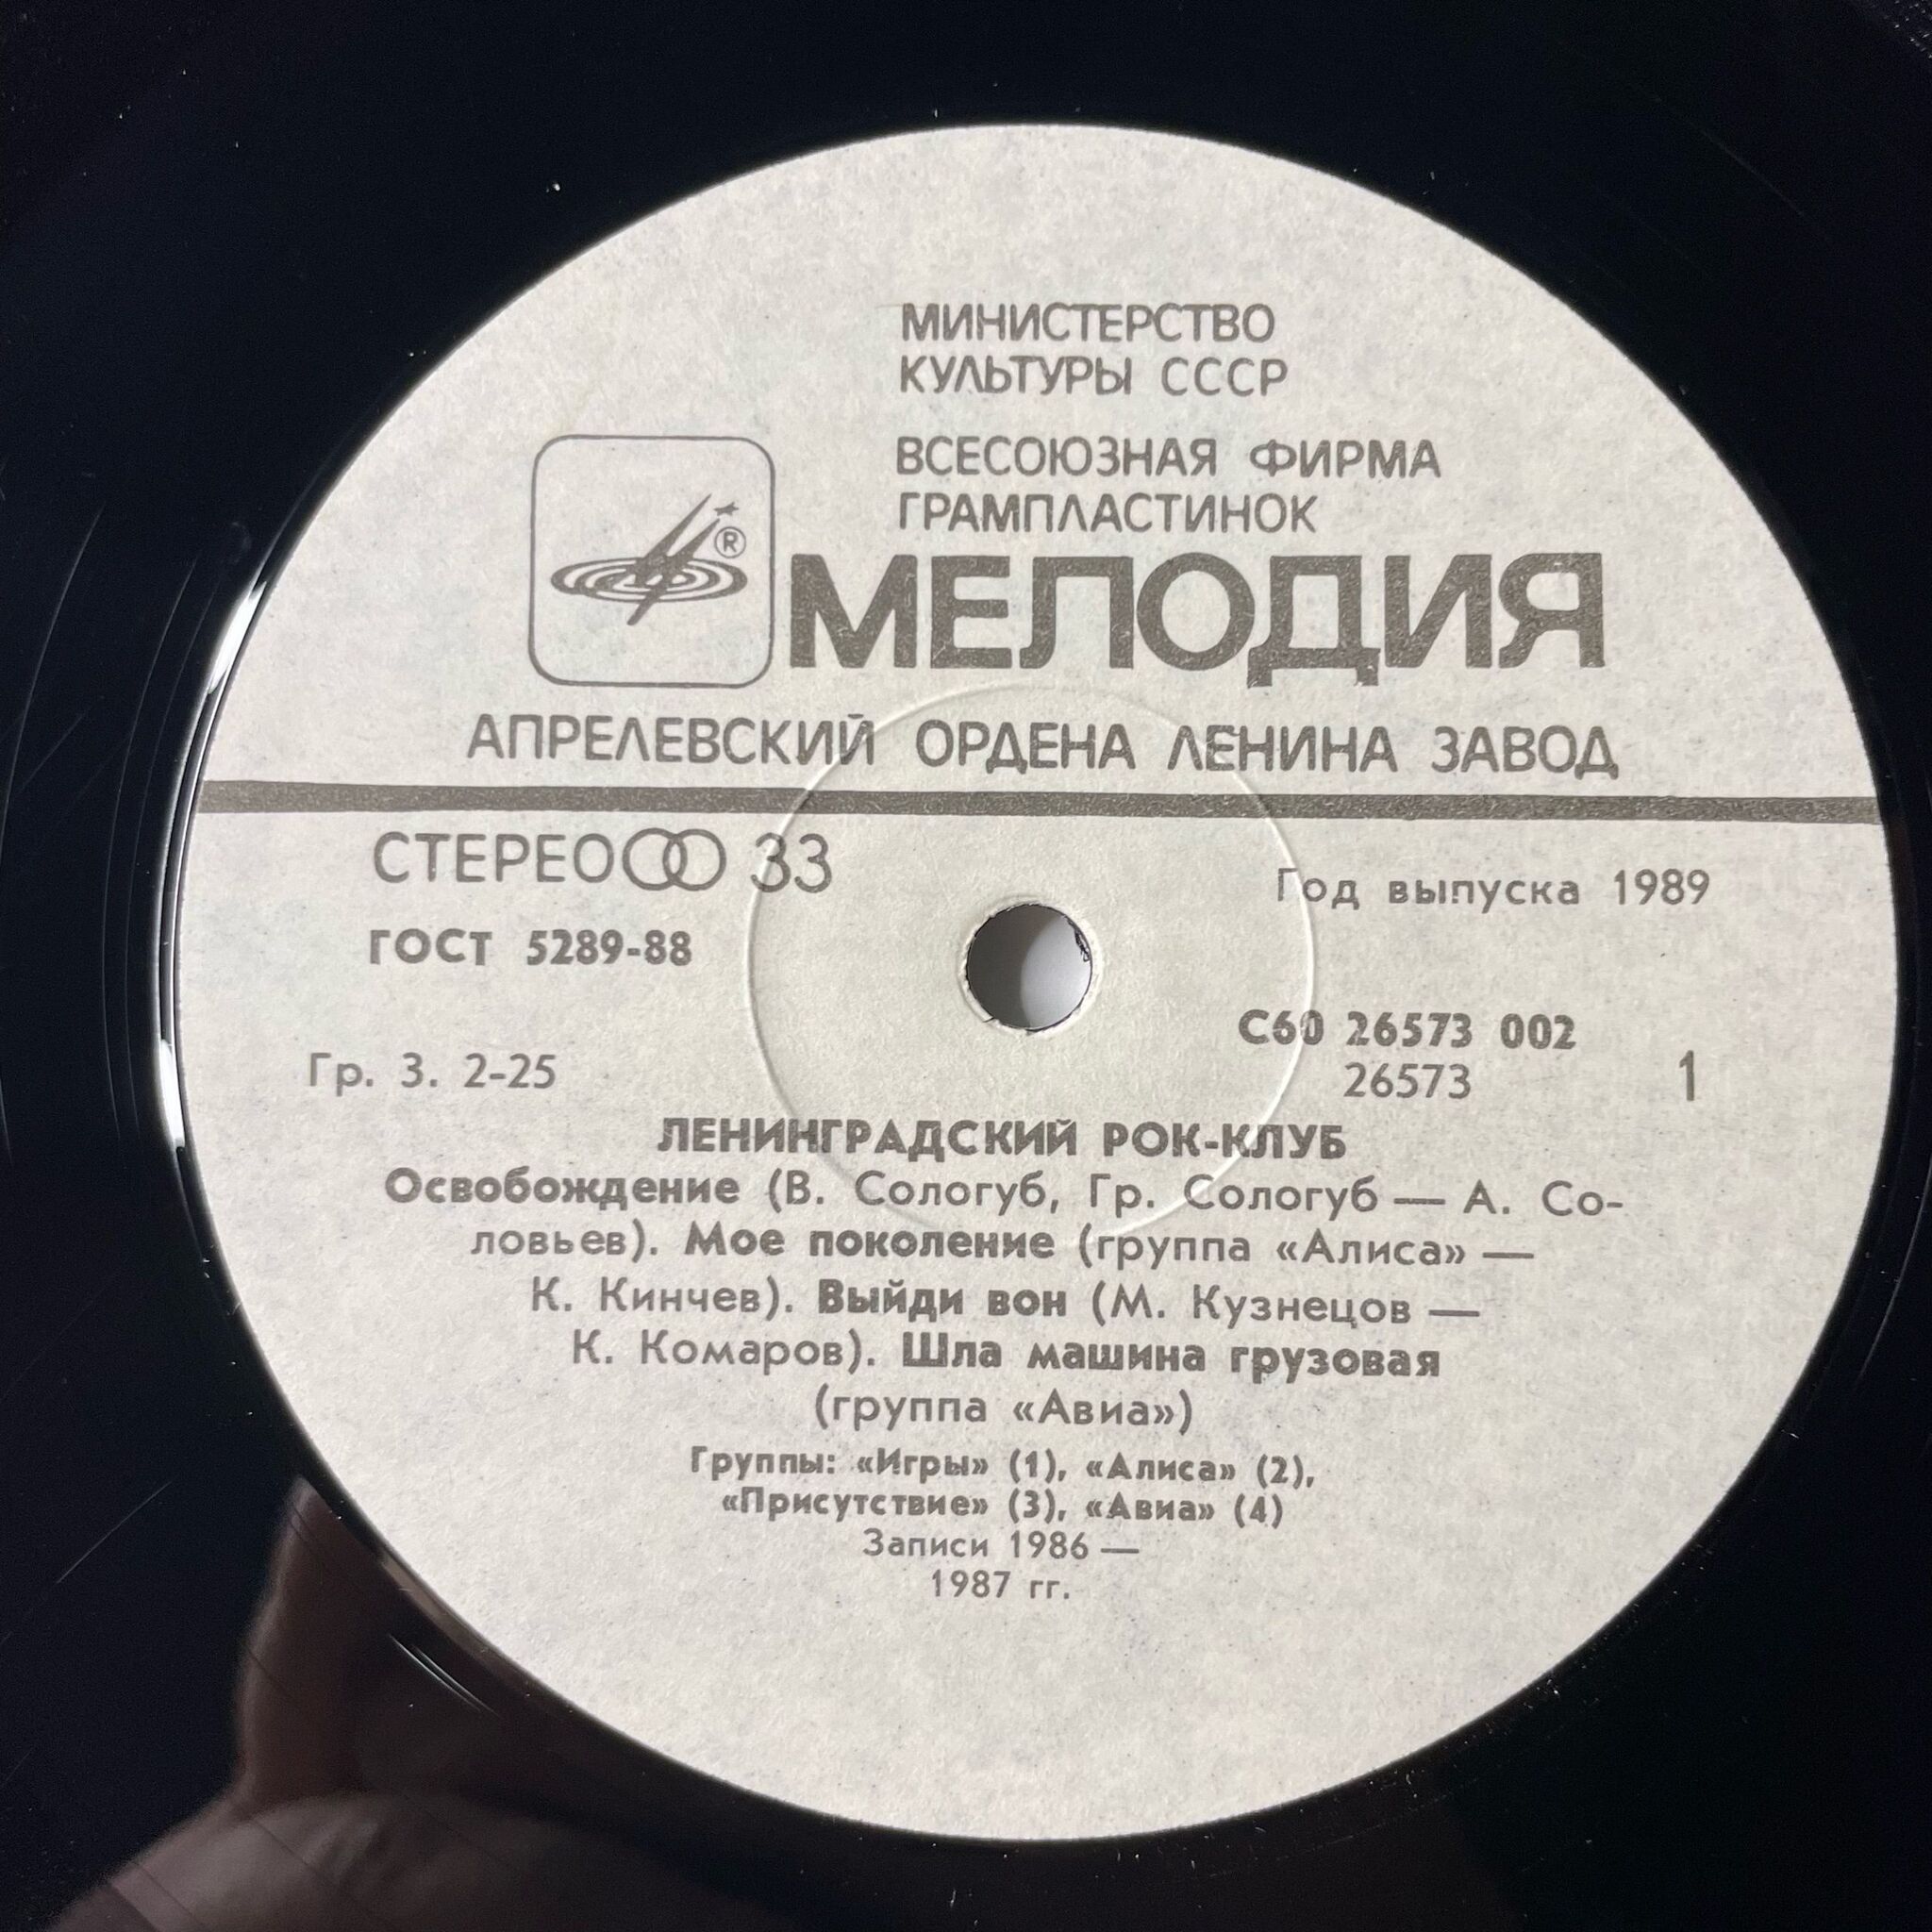 МИНИСТЕРСТВО
КУЛЬТУРЫ СССР
ВСЕСОЮЗНАЯ ФИРМА
ГРАМПЛАСТИНОК
®
МЕЛОДИЯ
АПРЕЛЕВСКИЙ ОРДЕНА ЛЕНИНА ЗАВОД
СТЕРЕО 33
Год выпуска 1989
ГОСТ 5289-88
С60 26573 002
Гр. 3. 2-25
26573
1
ЛЕНИНГРАДСКИЙ РОК-КЛУБ
Освобождение (В. Сологуб, Гр. Сологуб — А. Со-
ловьев). Мое поколение (группа «Алиса» —
К. Кинчев). Выйди вон (М. Кузнецов —
К. Комаров). Шла машина грузовая
(группа «Авиа»)
Группы: «Игры» (1), «Алиса» (2),
«Присутствие» (3), «Авиа» (4)
Записи 1986 —
1987 гг.